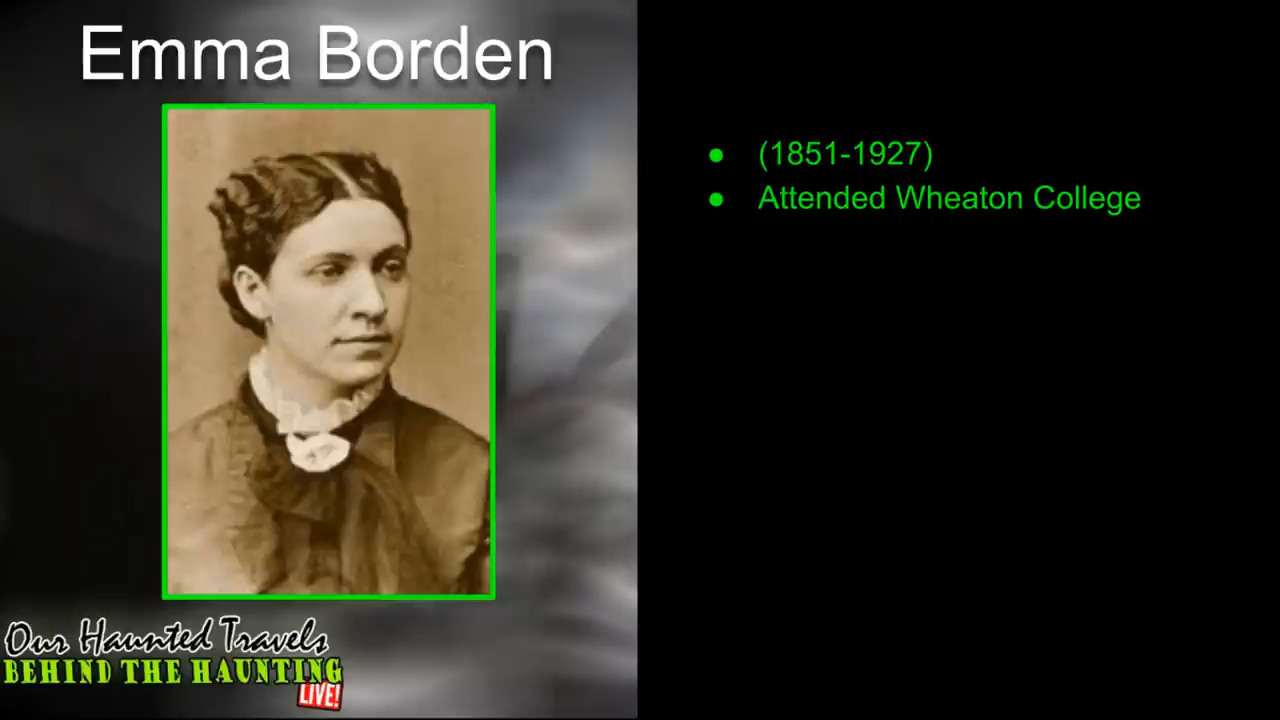 Emma Borden
(1851-1927)
Attended Wheaton College
Our Haunted Travels
BEHIND THE HAUNTING
LIVE!